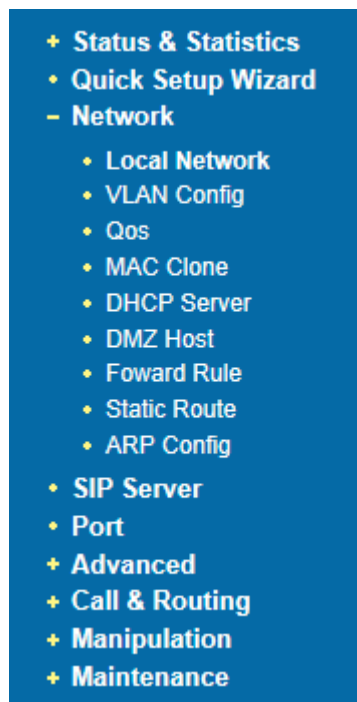 + Status & Statistics
• Quick Setup Wizard
– Network
• Local Network
• VLAN Config
• Qos
• MAC Clone
• DHCP Server
• DMZ Host
• Foward Rule
• Static Route
• ARP Config
• SIP Server
• Port
+ Advanced
+ Call & Routing
+ Manipulation
+ Maintenance